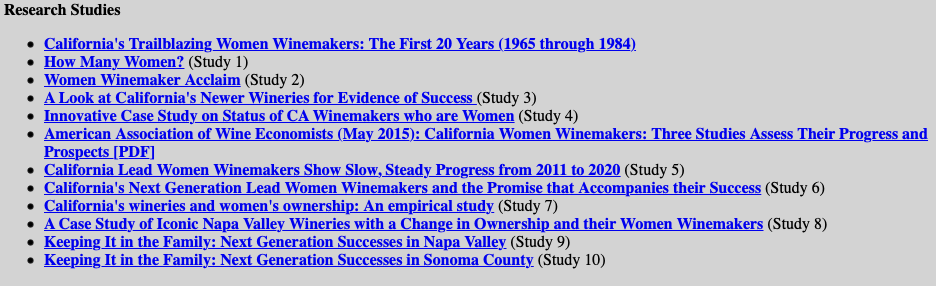 Research Studies
• California's Trailblazing Women Winemakers: The First 20 Years (1965 through 1984)
• How Many Women? (Study 1)
• Women Winemaker Acclaim (Study 2)
• A Look at California's Newer Wineries for Evidence of Success (Study 3)
• Innovative Case Study on Status of CA Winemakers who are Women (Study 4)
• American Association of Wine Economists (May 2015): California Women Winemakers: Three Studies Assess Their Progress and
Prospects [PDF]
• California Lead Women Winemakers Show Slow, Steady Progress from 2011 to 2020 (Study 5)
• California's Next Generation Lead Women Winemakers and the Promise that Accompanies their Success (Study 6)
• California's wineries and women's ownership: An empirical study (Study 7)
• A Case Study of Iconic Napa Valley Wineries with a Change in Ownership and their Women Winemakers (Study 8)
• Keeping It in the Family: Next Generation Successes in Napa Valley (Study 9)
• Keeping It in the Family: Next Generation Successes in Sonoma County (Study 10)